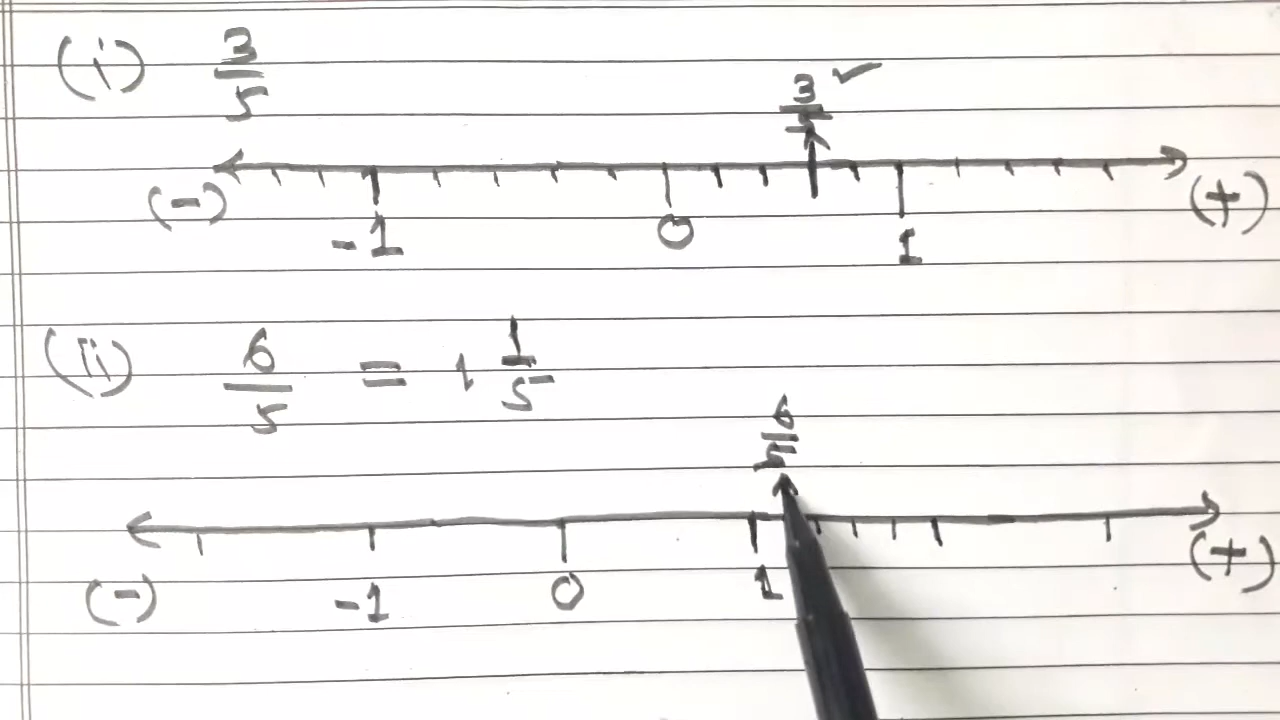 (i) 3/5
3/5 ✓
(-) -1 0 1 (+)
(ii) 6/5 = 1 1/5
6/5
(-) -1 0 1 (+)